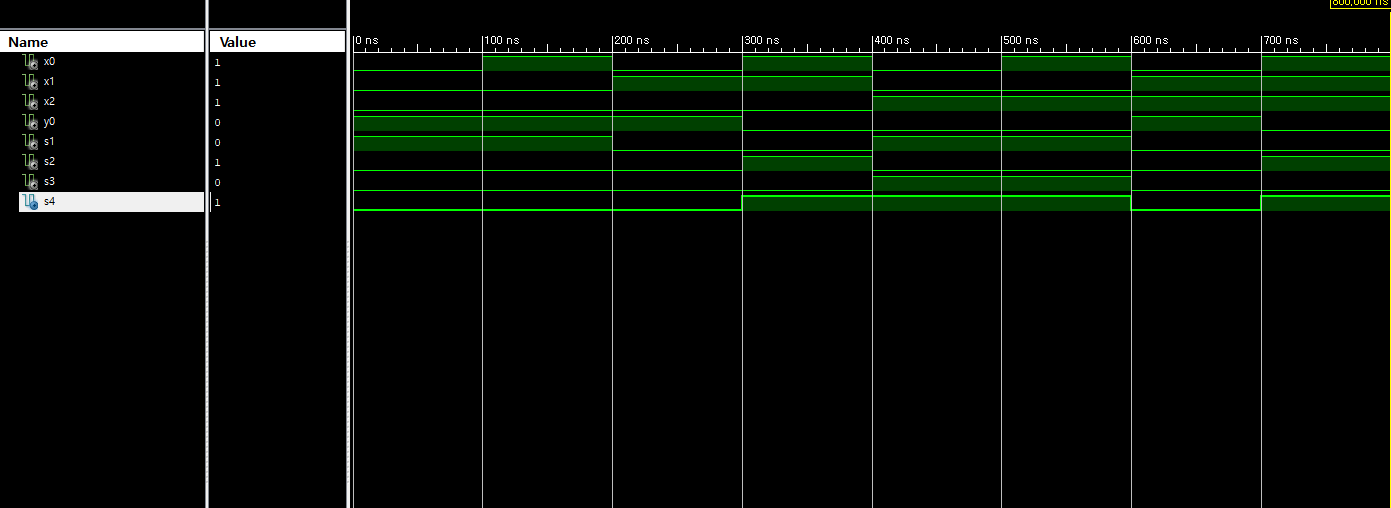 800,000 ns
Name Value 0 ns 100 ns 200 ns 300 ns 400 ns 500 ns 600 ns 700 ns
x0 1
x1 1
x2 1
y0 0
s1 0
s2 1
s3 0
s4 1